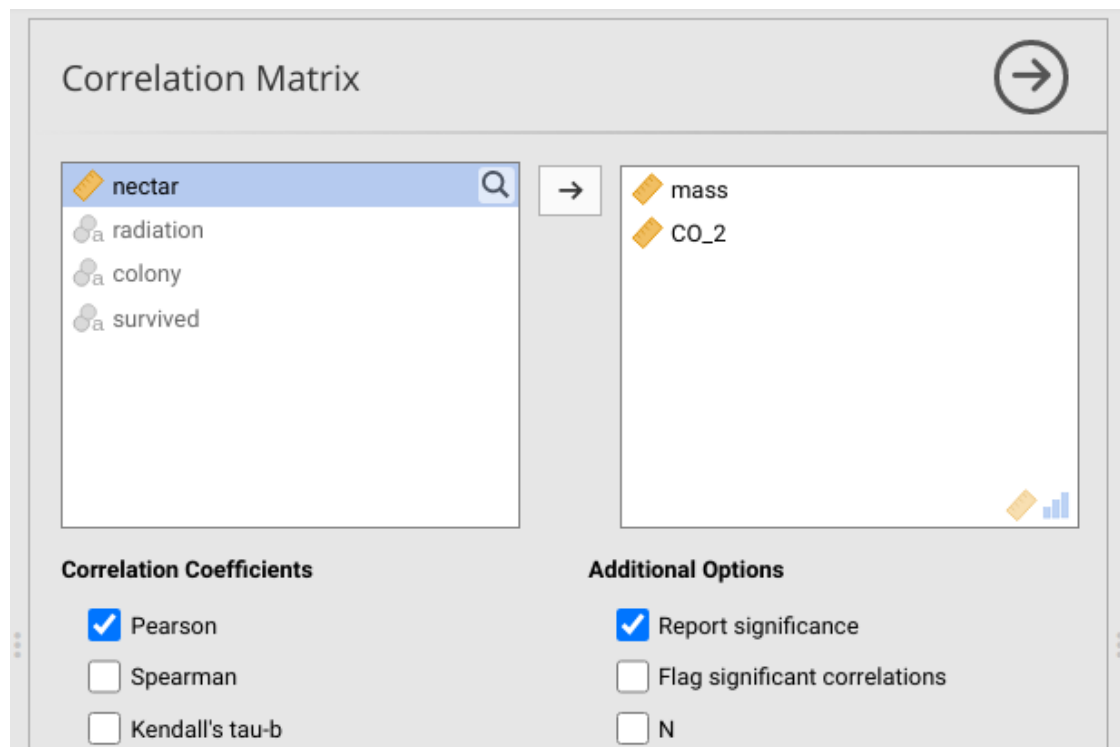 Correlation Matrix
nectar
radiation
colony
survived
mass
CO_2
Correlation Coefficients
Pearson
Spearman
Kendall's tau-b
Additional Options
Report significance
Flag significant correlations
N